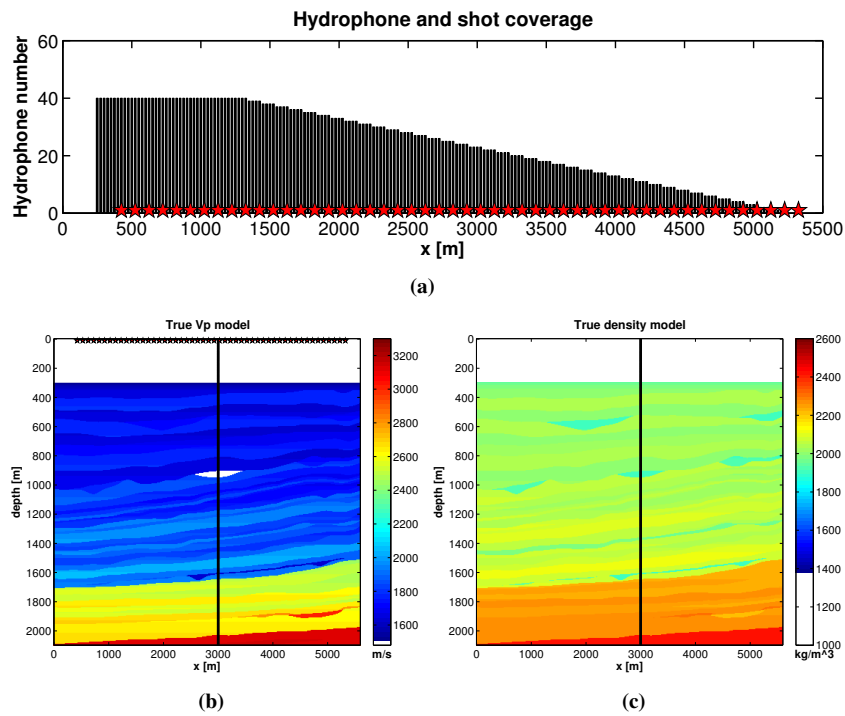 Hydrophone and shot coverage
Hydrophone number
60
40
20
0
0 500 1000 1500 2000 2500 3000 3500 4000 4500 5000 5500
x [m]
(a)
True Vp model
depth [m]
0
200
400
600
800
1000
1200
1400
1600
1800
2000
0 1000 2000 3000 4000 5000
x [m]
3200
3000
2800
2600
2400
2200
2000
1800
1600
m/s
(b)
True density model
depth [m]
0
200
400
600
800
1000
1200
1400
1600
1800
2000
0 1000 2000 3000 4000 5000
x [m]
2600
2400
2200
2000
1800
1600
1400
1200
1000
kg/m^3
(c)